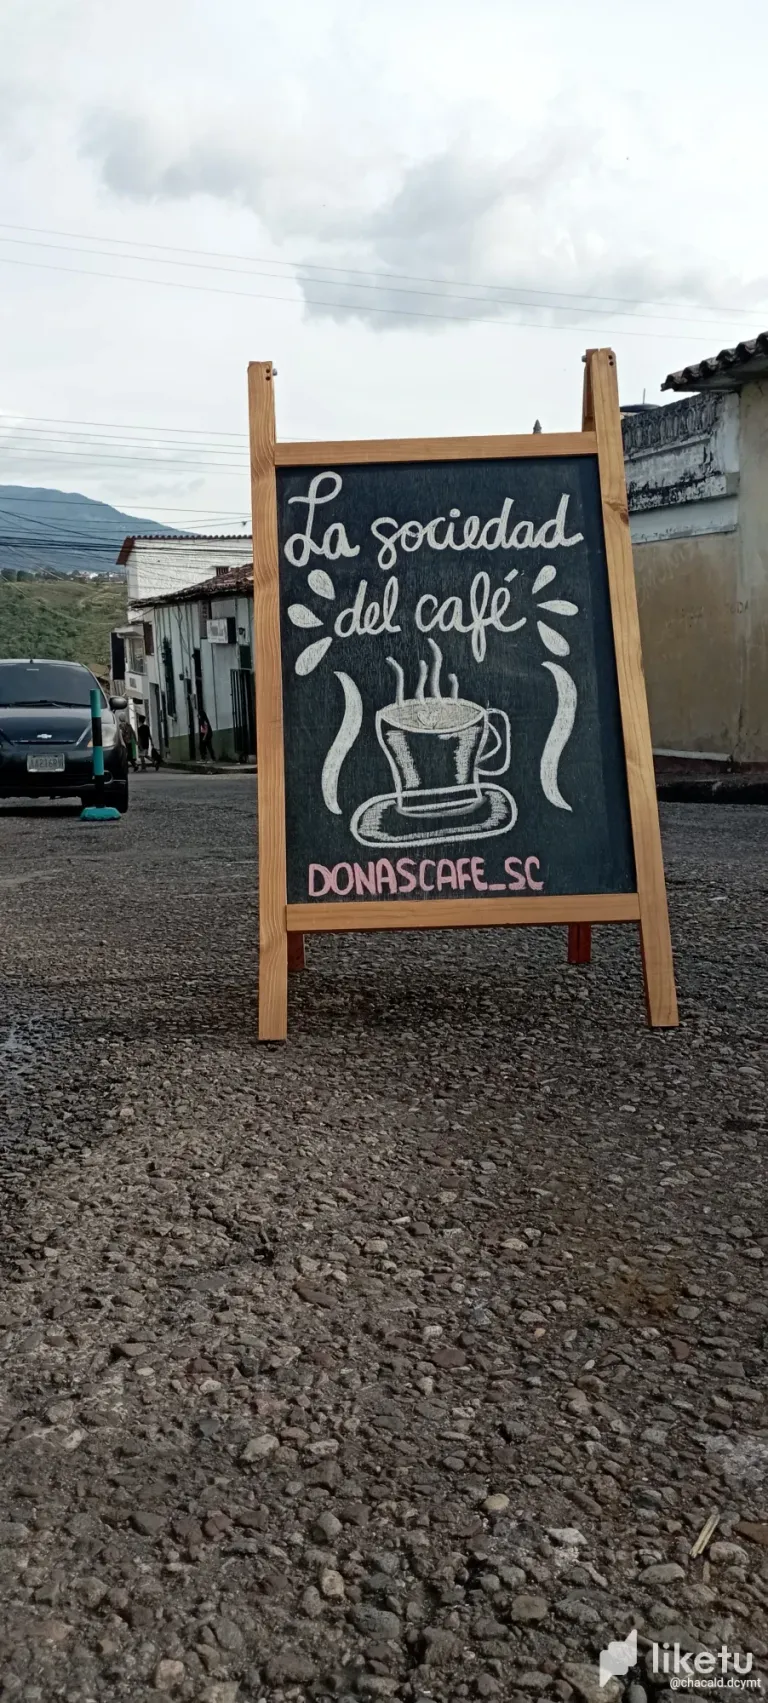 La sociedad
del café
DONASCAFE_SC
liketu
@chacald.dcymt